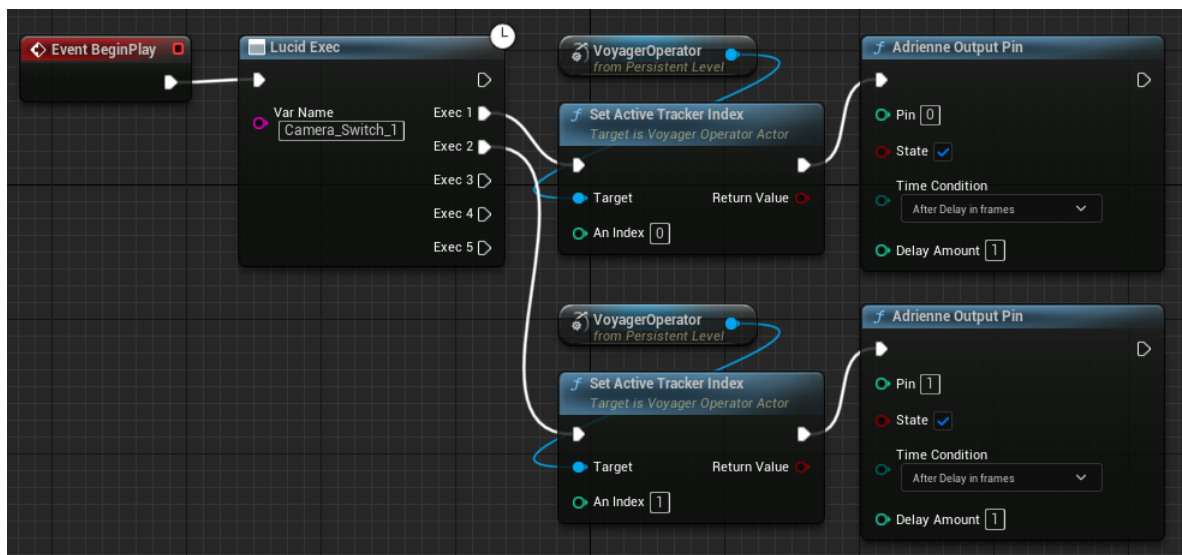 Event BeginPlay
Lucid Exec
Var Name
Camera_Switch_1
Exec 1
Exec 2
Exec 3
Exec 4
Exec 5
VoyagerOperator
from Persistent Level
Set Active Tracker Index
Target is Voyager Operator Actor
Target
Return Value
An Index 0
Adrienne Output Pin
Pin 0
State
Time Condition
After Delay in frames
Delay Amount 1
VoyagerOperator
from Persistent Level
Set Active Tracker Index
Target is Voyager Operator Actor
Target
Return Value
An Index 1
Adrienne Output Pin
Pin 1
State
Time Condition
After Delay in frames
Delay Amount 1